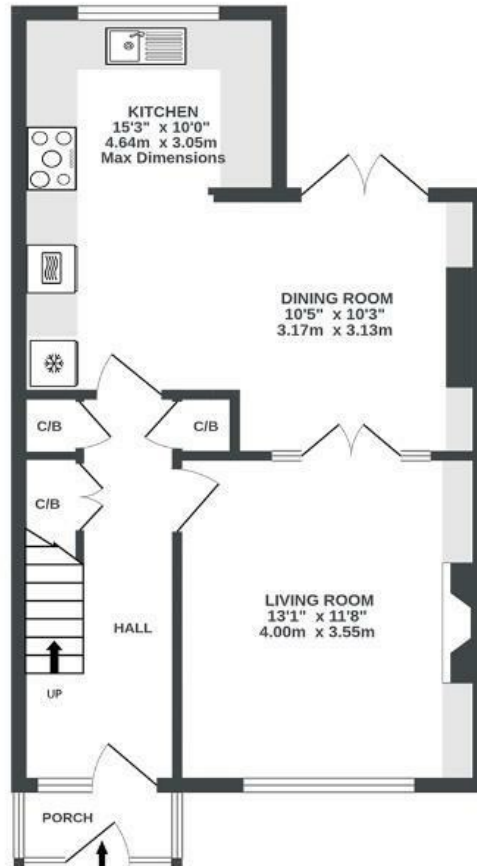 KITCHEN
15'3" x 10'0"
4.64m x 3.05m
Max Dimensions
DINING ROOM
10'5" x 10'3"
3.17m x 3.13m
C/B
C/B
C/B
LIVING ROOM
13'1" x 11'8"
4.00m x 3.55m
HALL
UP
PORCH